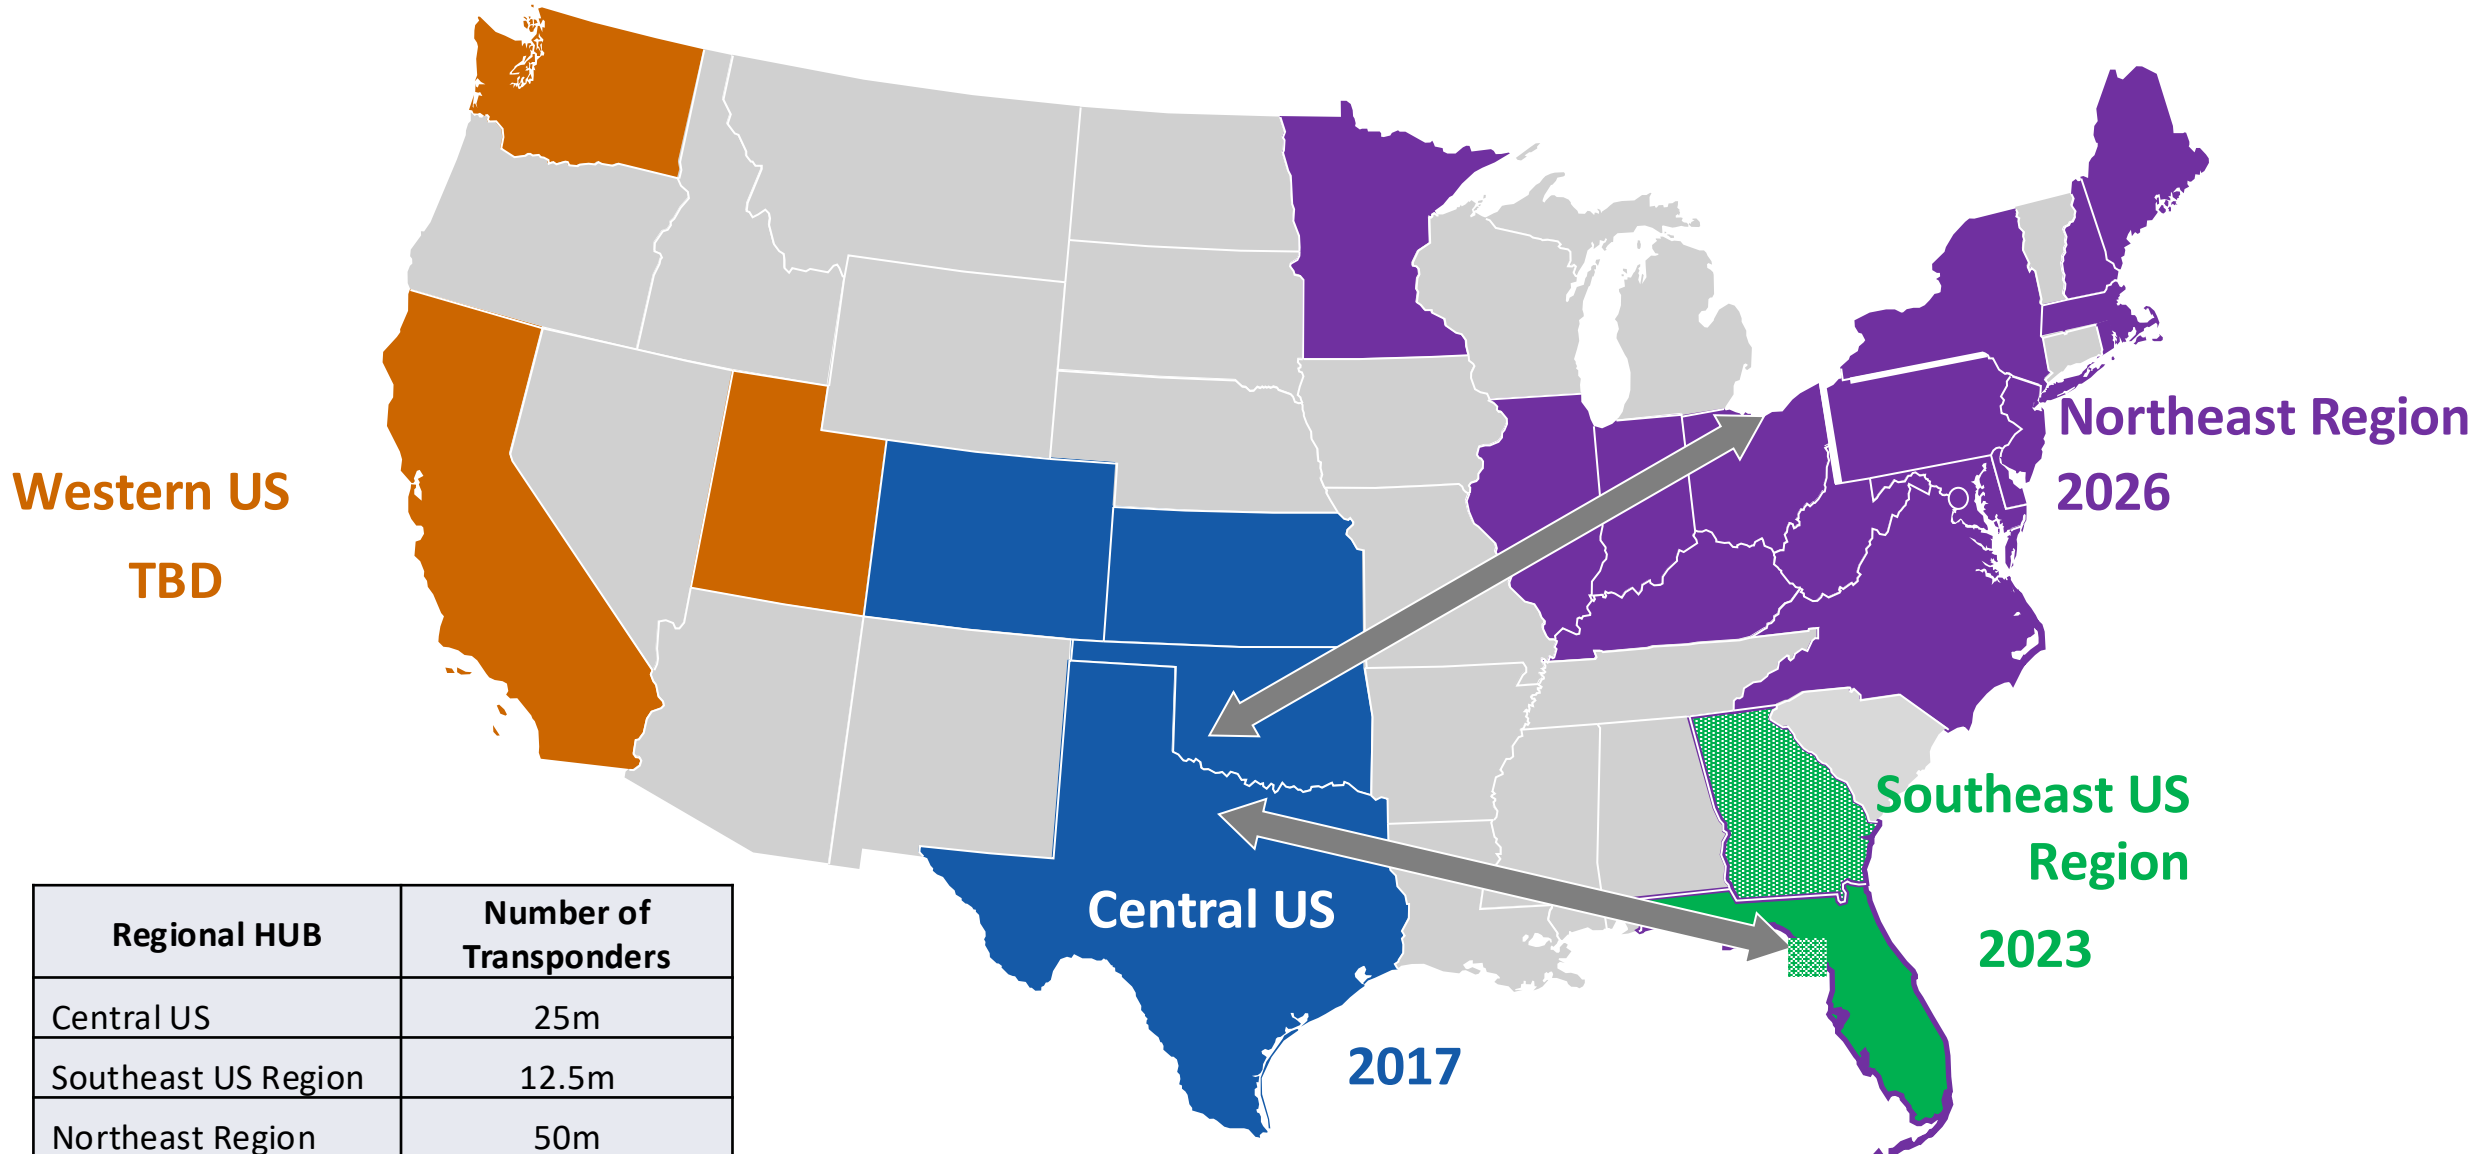 Northeast Region
2026
Western US
TBD
Southeast US
Region
2023
Central US
2017
Regional HUB
Number of
Transponders
Central US
25m
Southeast US Region
12.5m
Northeast Region
50m